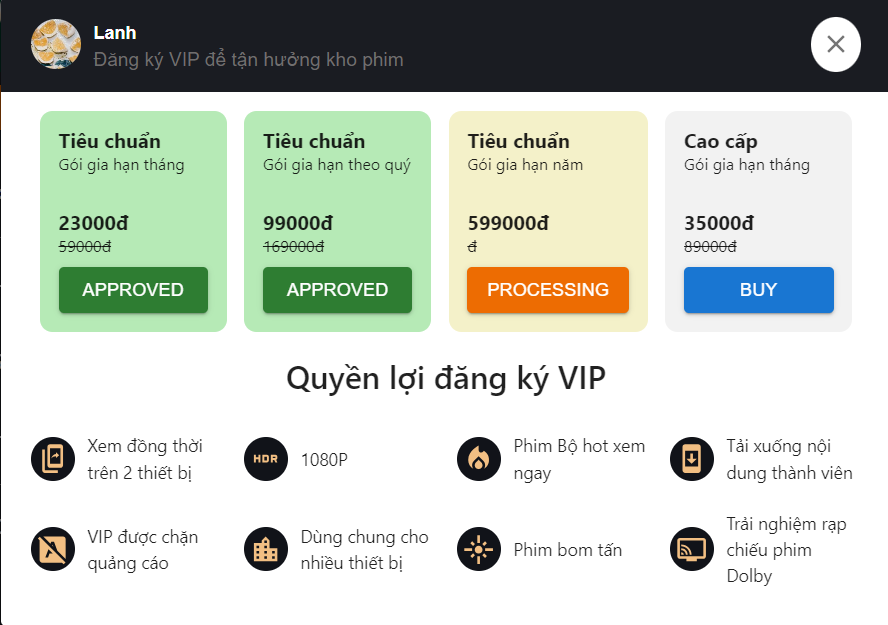 Lanh
Đăng ký VIP để tận hưởng kho phim
Tiêu chuẩn
Gói gia hạn tháng
23000đ
59000đ
APPROVED
Tiêu chuẩn
Gói gia hạn theo quý
99000đ
169000đ
APPROVED
Tiêu chuẩn
Gói gia hạn năm
599000đ
đ
PROCESSING
Cao cấp
Gói gia hạn tháng
35000đ
89000đ
BUY
Quyền lợi đăng ký VIP
Xem đồng thời
trên 2 thiết bị
HDR
1080P
Phim Bộ hot xem
ngay
Tải xuống nội
dung thành viên
VIP được chặn
quảng cáo
Dùng chung cho
nhiều thiết bị
Phim bom tấn
Trải nghiệm rạp
chiếu phim
Dolby